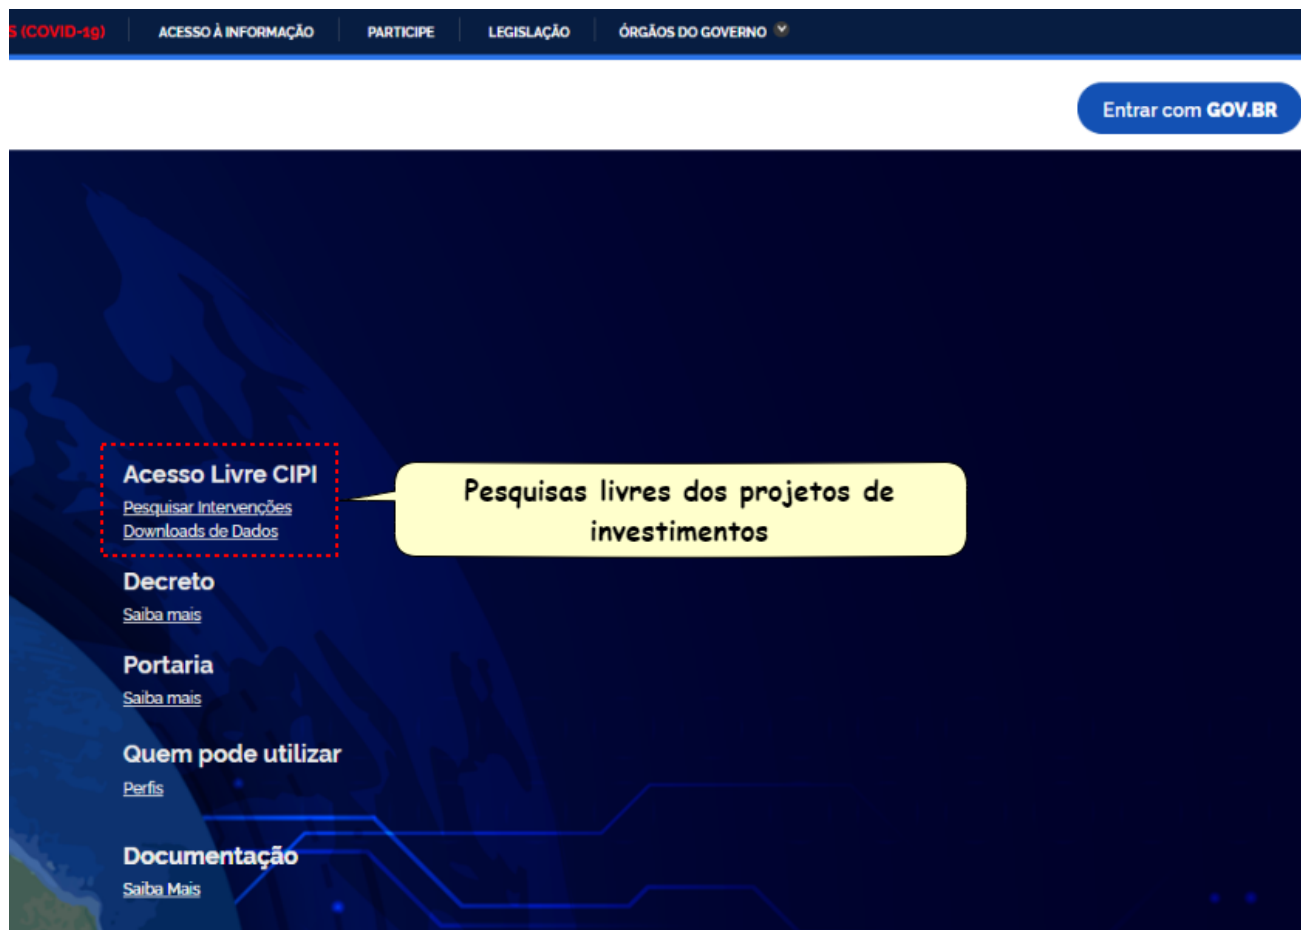 S (COVID-19) ACESSO À INFORMAÇÃO PARTICIPE LEGISLAÇÃO ÓRGÃOS DO GOVERNO
Entrar com GOV.BR
Acesso Livre CIPI
Pesquisar Intervenções
Downloads de Dados
Pesquisas livres dos projetos de
investimentos
Decreto
Saiba mais
Portaria
Saiba mais
Quem pode utilizar
Perfis
Documentação
Saiba Mais